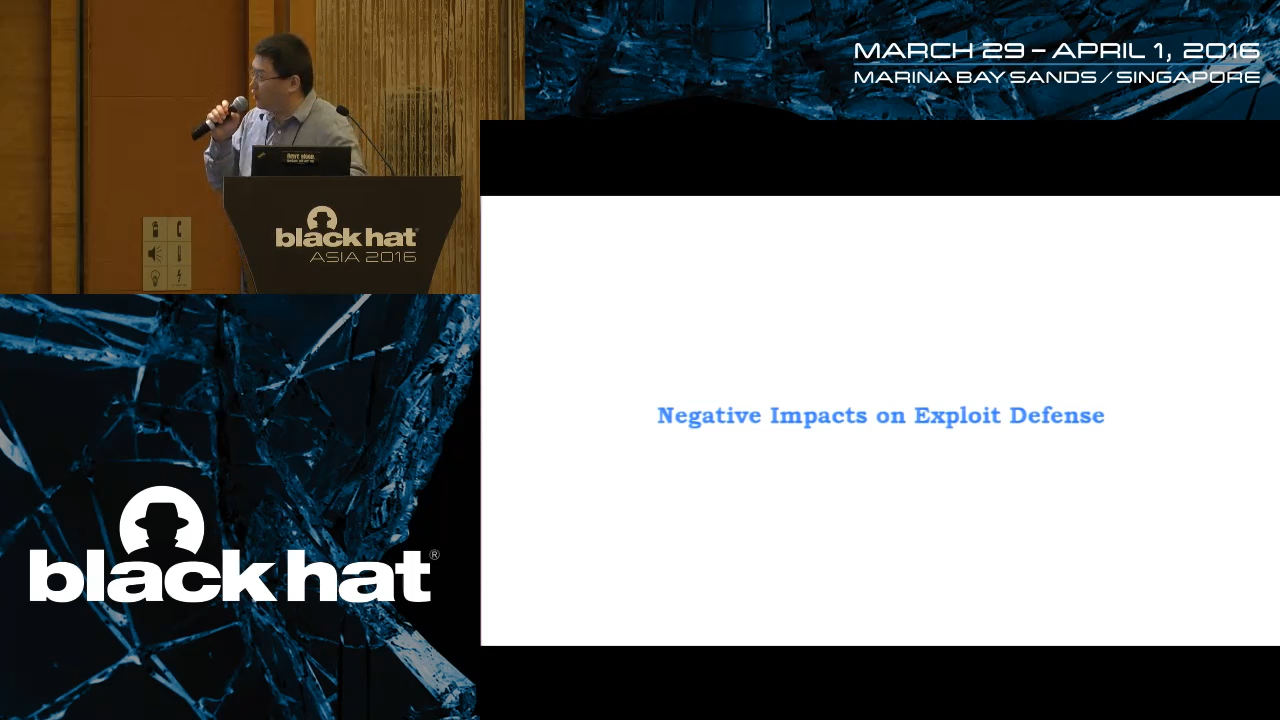 MARCH 29 – APRIL 1, 2016
MARINA BAY SANDS / SINGAPORE
black hat
ASIA 2016
Negative Impacts on Exploit Defense
black hat®